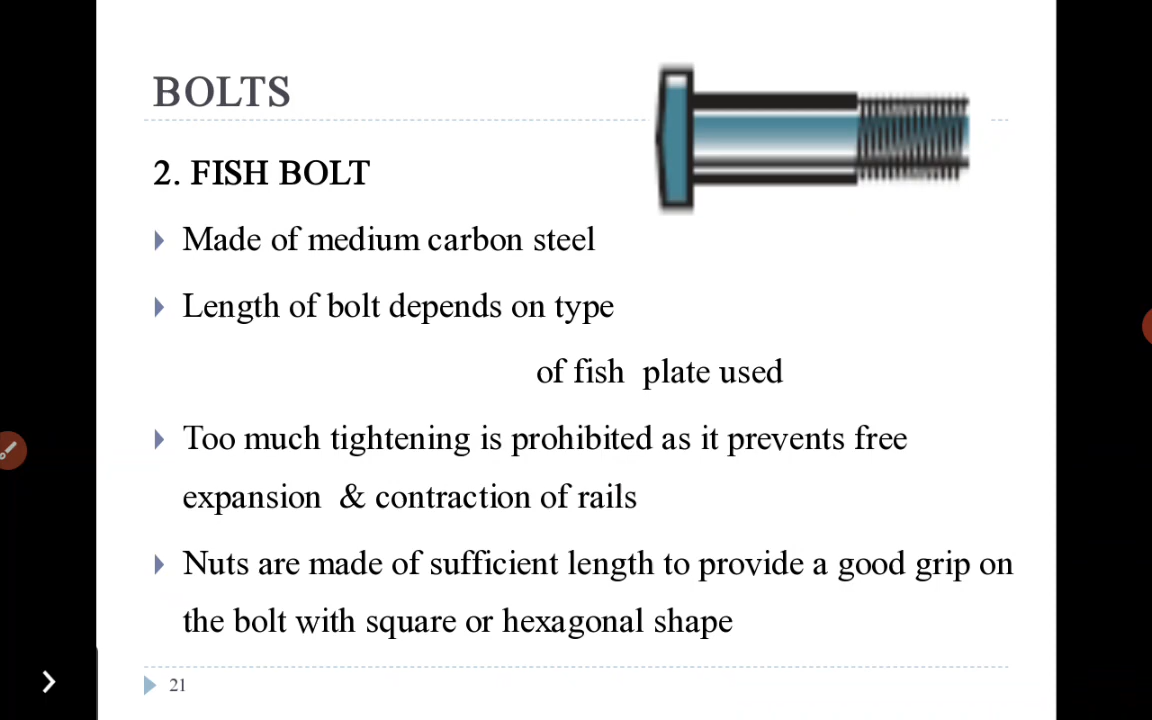 BOLTS
2. FISH BOLT
Made of medium carbon steel
Length of bolt depends on type
of fish plate used
Too much tightening is prohibited as it prevents free
expansion & contraction of rails
Nuts are made of sufficient length to provide a good grip on
the bolt with square or hexagonal shape
21